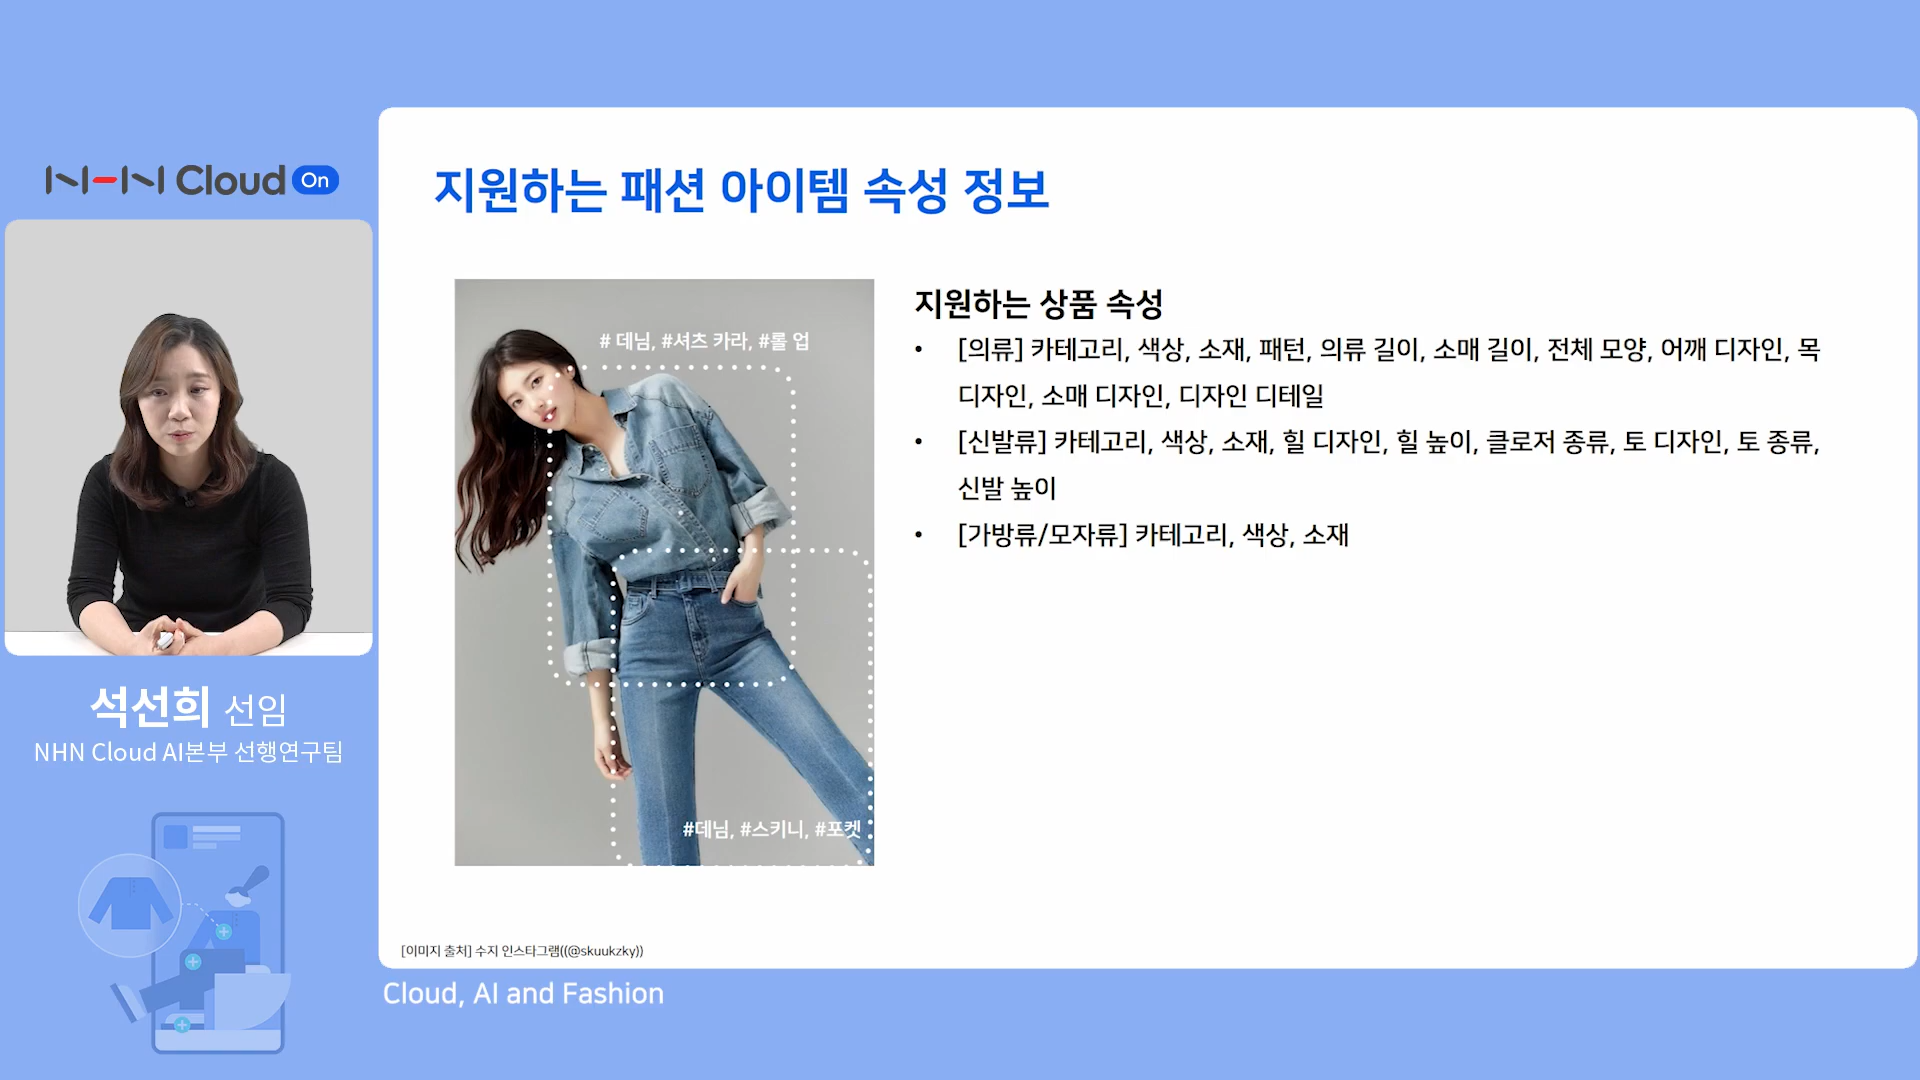 NHN Cloud On
지원하는 패션 아이템 속성 정보
# 데님, #셔츠 카라, #롤 업
#데님, #스키니, #포켓
지원하는 상품 속성
• [의류] 카테고리, 색상, 소재, 패턴, 의류 길이, 소매 길이, 전체 모양, 어깨 디자인, 목
디자인, 소매 디자인, 디자인 디테일
• [신발류] 카테고리, 색상, 소재, 힐 디자인, 힐 높이, 클로저 종류, 토 디자인, 토 종류,
신발 높이
• [가방류/모자류] 카테고리, 색상, 소재
석선희 선임
NHN Cloud AI본부 선행연구팀
[이미지 출처] 수지 인스타그램((@skuukzky))
Cloud, AI and Fashion